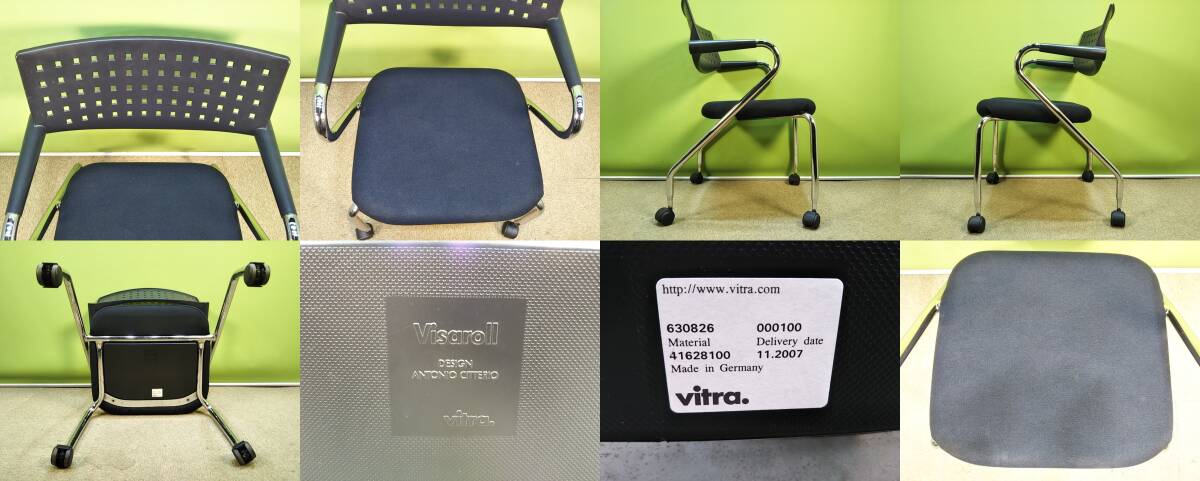 Visaroll
DESIGN
ANTONIO CITTERIO
vitra.
http://www.vitra.com
630826 000100
Material Delivery date
41628100 11.2007
Made in Germany
vitra.